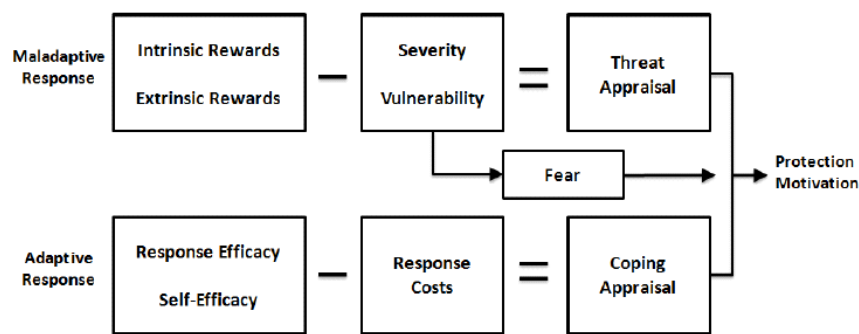 Maladaptive
Response
Intrinsic Rewards
Extrinsic Rewards
Severity
Vulnerability
Threat
Appraisal
Fear
Protection
Motivation
Adaptive
Response
Response Efficacy
Self-Efficacy
Response
Costs
Coping
Appraisal